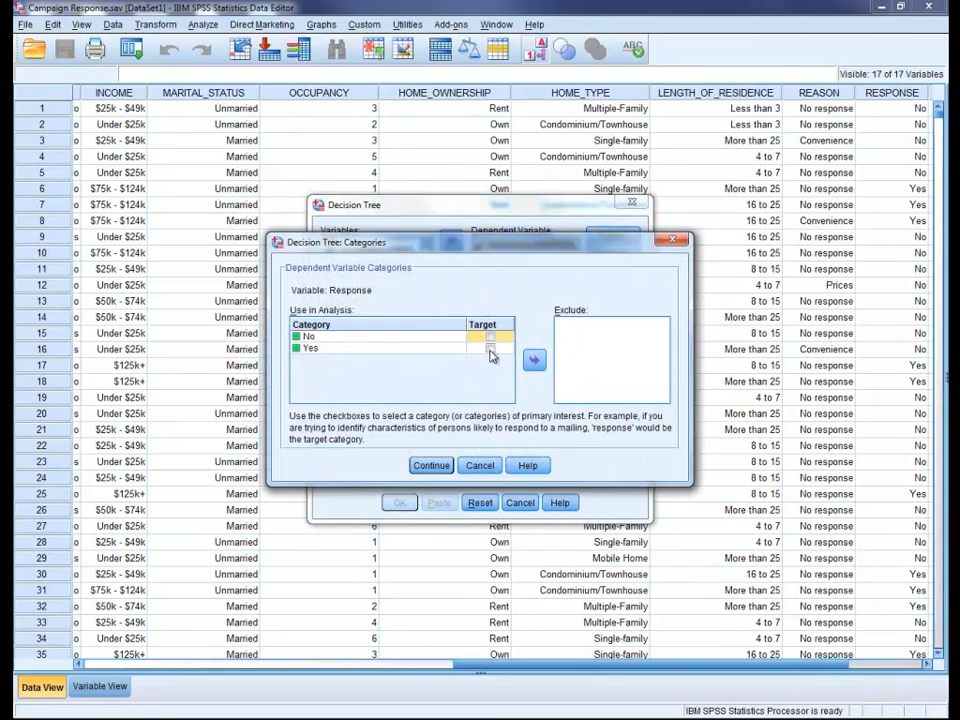 Campaign Response.sav [DataSet1] - IBM SPSS Statistics Data Editor
File Edit View Data Transform Analyze Direct Marketing Graphs Custom Utilities Add-ons Window Help
Visible: 17 of 17 Variables
INCOME MARITAL_STATUS OCCUPANCY HOME_OWNERSHIP HOME_TYPE LENGTH_OF_RESIDENCE REASON RESPONSE
1 o $25k - $49k Unmarried 3 Rent Multiple-Family Less than 3 No response No
2 o Under $25k Unmarried 2 Own Condominium/Townhouse Less than 3 No response No
3 o $25k - $49k Married 3 Own Single-family More than 25 Convenience No
4 o Under $25k Married 5 Own Condominium/Townhouse 4 to 7 No response No
5 o Under $25k Married 4 Rent Multiple-Family 4 to 7 No response No
6 o $75k - $124k Unmarried 1 Own Single-family More than 25 No response Yes
7 o $75k - $124k Unmarried 16 to 25 No response Yes
8 o $75k - $124k Married 16 to 25 Convenience Yes
9 s Under $25k Unmarried 8 to 15 No response No
10 o $75k - $124k Married 16 to 25 No response No
11 o $25k - $49k Married 8 to 15 No response No
12 o Under $25k Married 4 to 7 Prices No
13 o $50k - $74k Married 8 to 15 No response No
14 o $50k - $74k Unmarried 8 to 15 No response No
15 s Under $25k Married 4 to 7 No response No
16 s Under $25k Married More than 25 Convenience No
17 $125k+ Married More than 25 No response Yes
18 o $125k+ Married More than 25 No response Yes
19 o $25k - $49k Unmarried 8 to 15 No response No
20 s Under $25k Unmarried 8 to 15 No response No
21 o $25k - $49k Married More than 25 No response No
22 o $25k - $49k Married 8 to 15 No response No
23 s Under $25k Unmarried 8 to 15 No response No
24 o $25k - $49k Unmarried 8 to 15 No response No
25 $125k+ Married More than 25 No response Yes
26 s $50k - $74k Unmarried More than 25 No response No
27 o $25k - $49k Unmarried 6 Rent Multiple-Family 4 to 7 No response No
28 o $25k - $49k Married 1 Own Single-family 4 to 7 No response No
29 s Under $25k Married 1 Own Mobile Home More than 25 No response No
30 o $25k - $49k Unmarried 1 Own Condominium/Townhouse 16 to 25 No response Yes
31 o $75k - $124k Unmarried 1 Own Condominium/Townhouse More than 25 No response Yes
32 o $50k - $74k Married 2 Rent Multiple-Family More than 25 No response Yes
33 o $25k - $49k Married 4 Rent Multiple-Family 4 to 7 No response No
34 o Under $25k Married 6 Own Single-family 8 to 15 No response No
35 $125k+ Married 3 Own Condominium/Townhouse 16 to 25 No response Yes
Decision Tree
Variables: Dependent Variable:
Decision Tree: Categories
Dependent Variable Categories
Variable: Response
Use in Analysis: Exclude:
Category Target
No
Yes
Use the checkboxes to select a category (or categories) of primary interest. For example, if you
are trying to identify characteristics of persons likely to respond to a mailing, 'response' would be
the target category.
Continue Cancel Help
OK Paste Reset Cancel Help
Data View Variable View
IBM SPSS Statistics Processor is ready